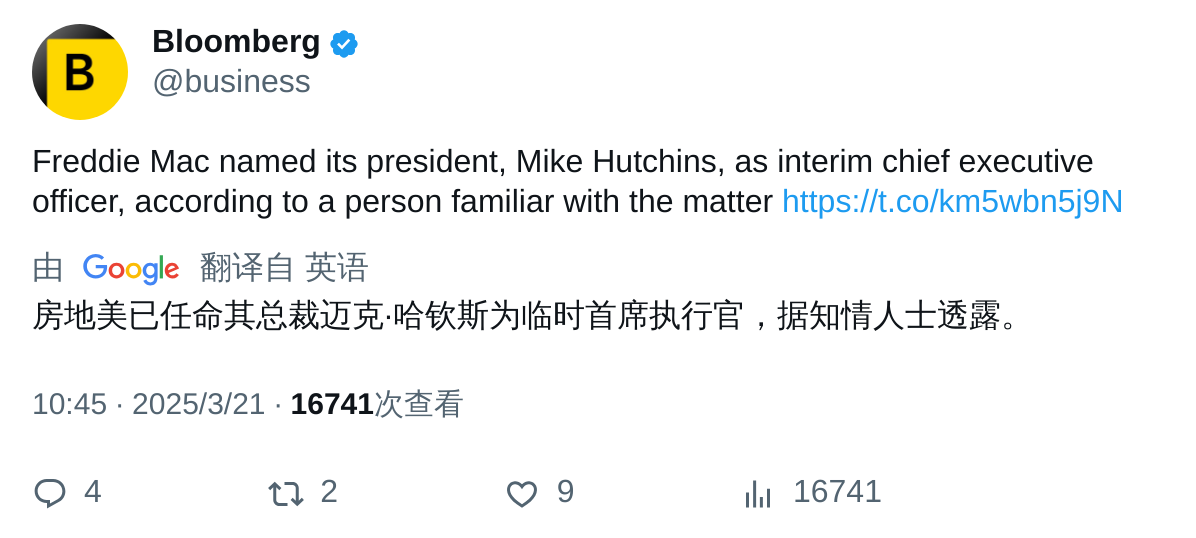 B
Bloomberg
@business
Freddie Mac named its president, Mike Hutchins, as interim chief executive
officer, according to a person familiar with the matter https://t.co/km5wbn5j9N
由 Google 翻译自 英语
房地美已任命其总裁迈克·哈钦斯为临时首席执行官，据知情人士透露。
10:45 · 2025/3/21 · 16741次查看
4 2 9 16741